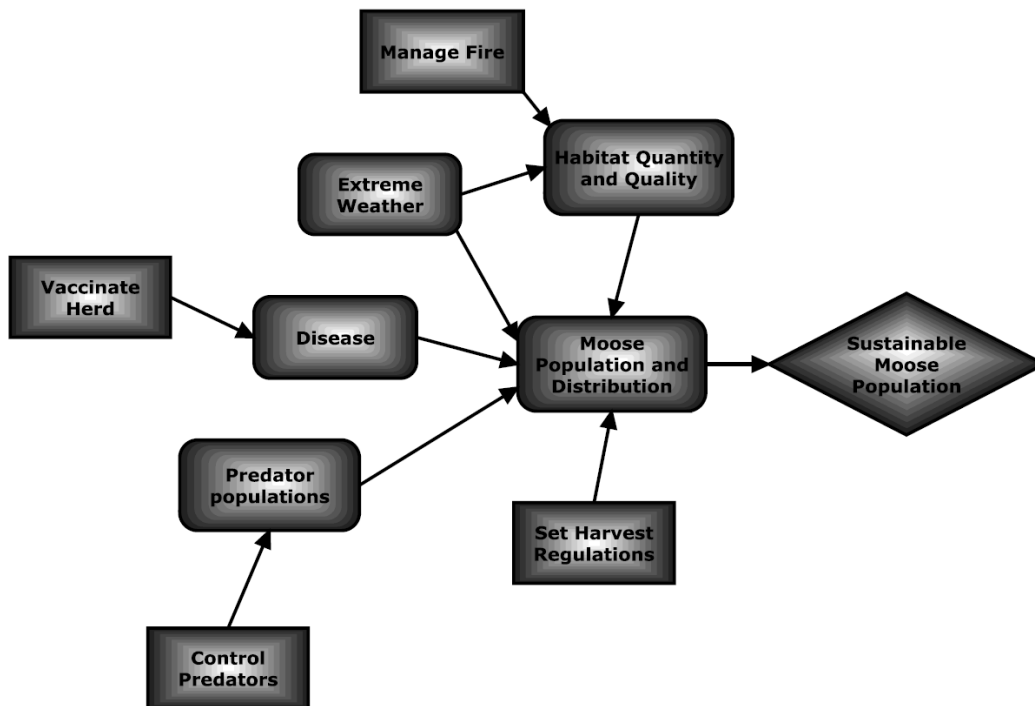 Manage Fire
Habitat Quantity
and Quality
Extreme
Weather
Vaccinate
Herd
Disease
Moose
Population and
Distribution
Sustainable
Moose
Population
Predator
populations
Set Harvest
Regulations
Control
Predators